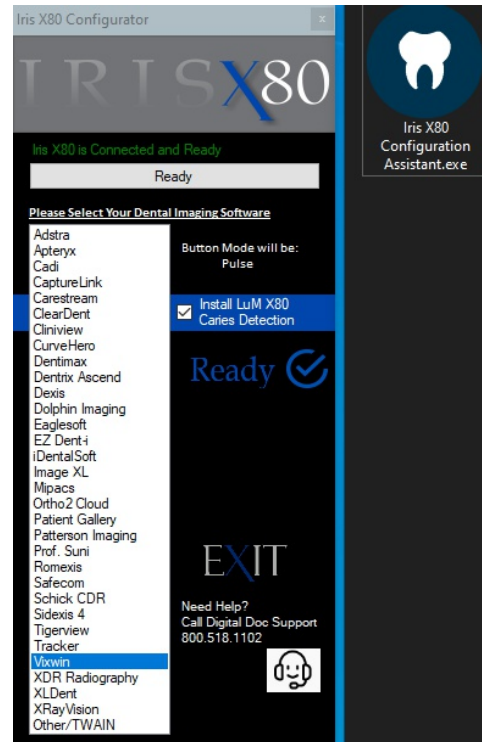 Iris X80 Configurator
x
IRIS X80
Iris X80 is Connected and Ready
Ready
Please Select Your Dental Imaging Software
Adstra
Apteryx
Cadi
CaptureLink
Carestream
ClearDent
Cliniview
CurveHero
Dentimax
Dentrix Ascend
Dexis
Dolphin Imaging
Eaglesoft
EZ Dent-i
iDentalSoft
Image XL
Mipacs
Ortho2 Cloud
Patient Gallery
Patterson Imaging
Prof. Suni
Romexis
Safecom
Schick CDR
Sidexis 4
Tigerview
Tracker
Vixwin
XDR Radiography
XLDent
XRayVision
Other/TWAIN
Button Mode will be:
Pulse
Install LuM X80
Caries Detection
Ready
EXIT
Need Help?
Call Digital Doc Support
800.518.1102
Iris X80
Configuration
Assistant.exe